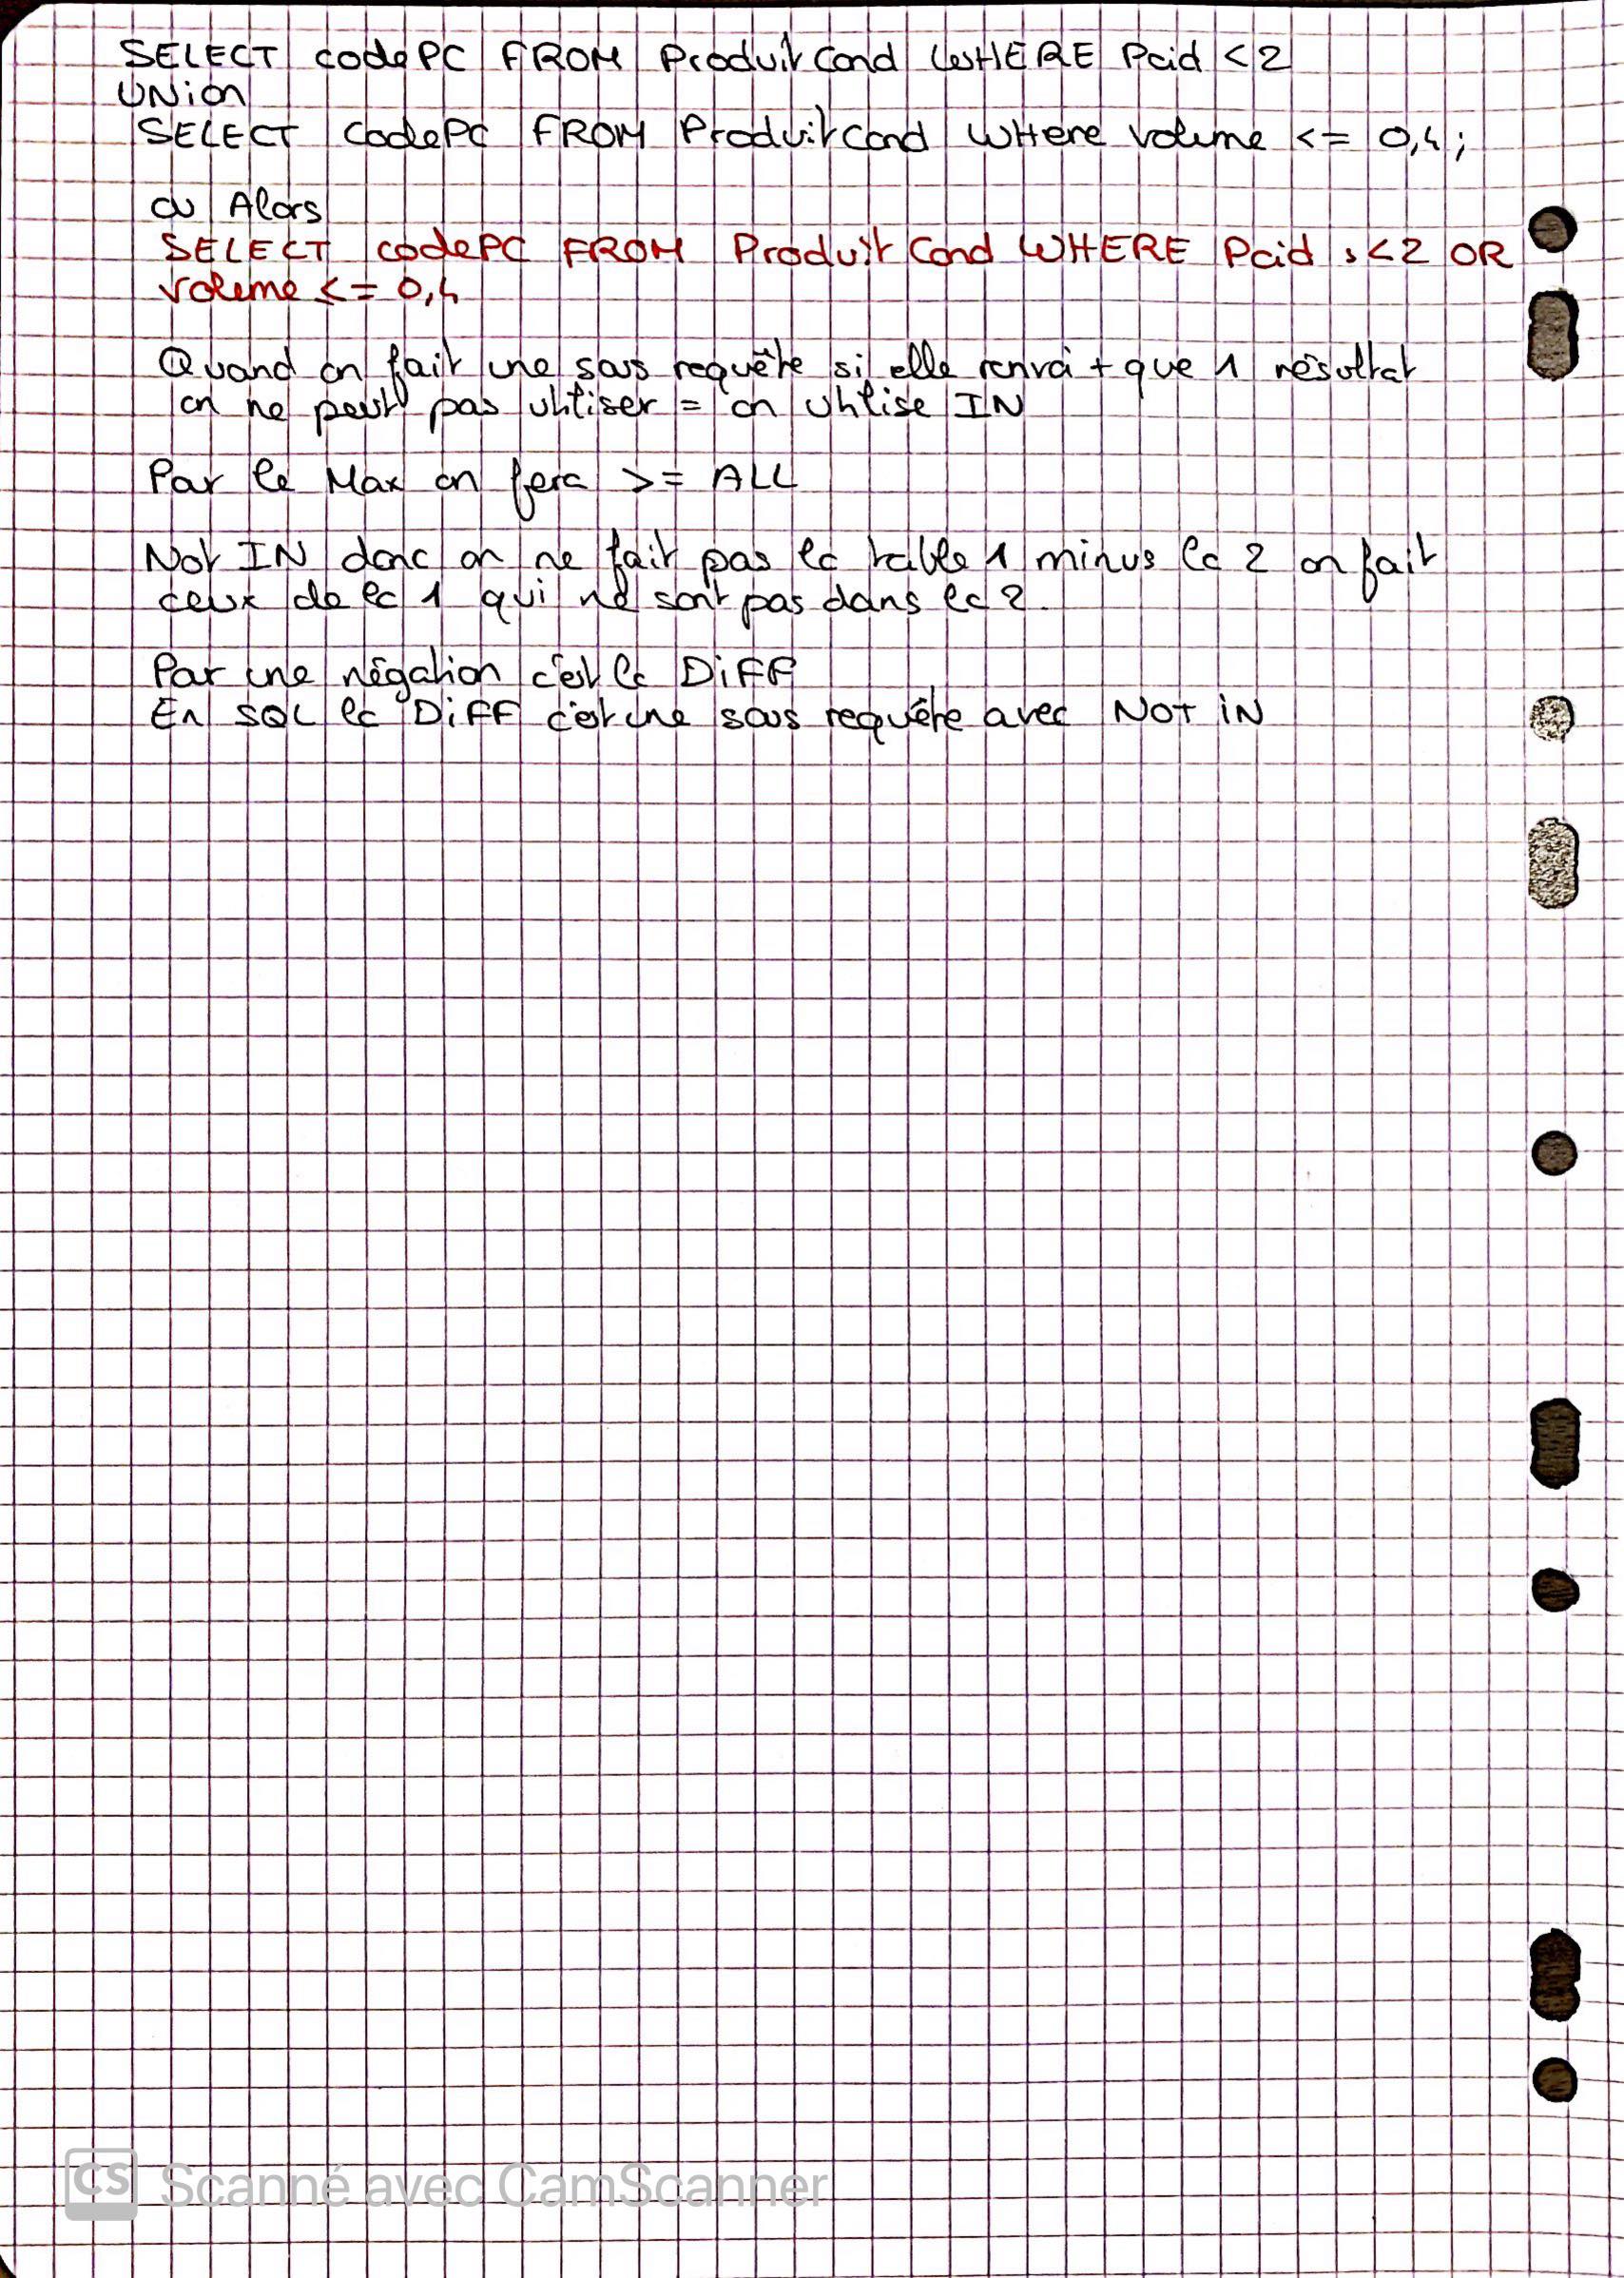 SELECT codePC FROM ProduitCond WHERE Poid < 2
UNion
SELECT CodePC FROM ProduitCond WHere volume <= 0,4;
ou Alors
SELECT codePC FROM ProduitCond WHERE Poids < 2 OR
volume <= 0,4
Quand on fait une sous requête si elle renvoi + que 1 résultat
on ne peut pas utiliser = on utilise IN
Pour le Max on fera >= ALL
Not IN donc on ne fait pas la table 1 minus la 2 on fait
ceux de la 1 qui ne sont pas dans la 2.
Pour une négation c'est la DiFF
En SQL la DiFF c'est une sous requête avec NOT iN
CS Scanné avec CamScanner